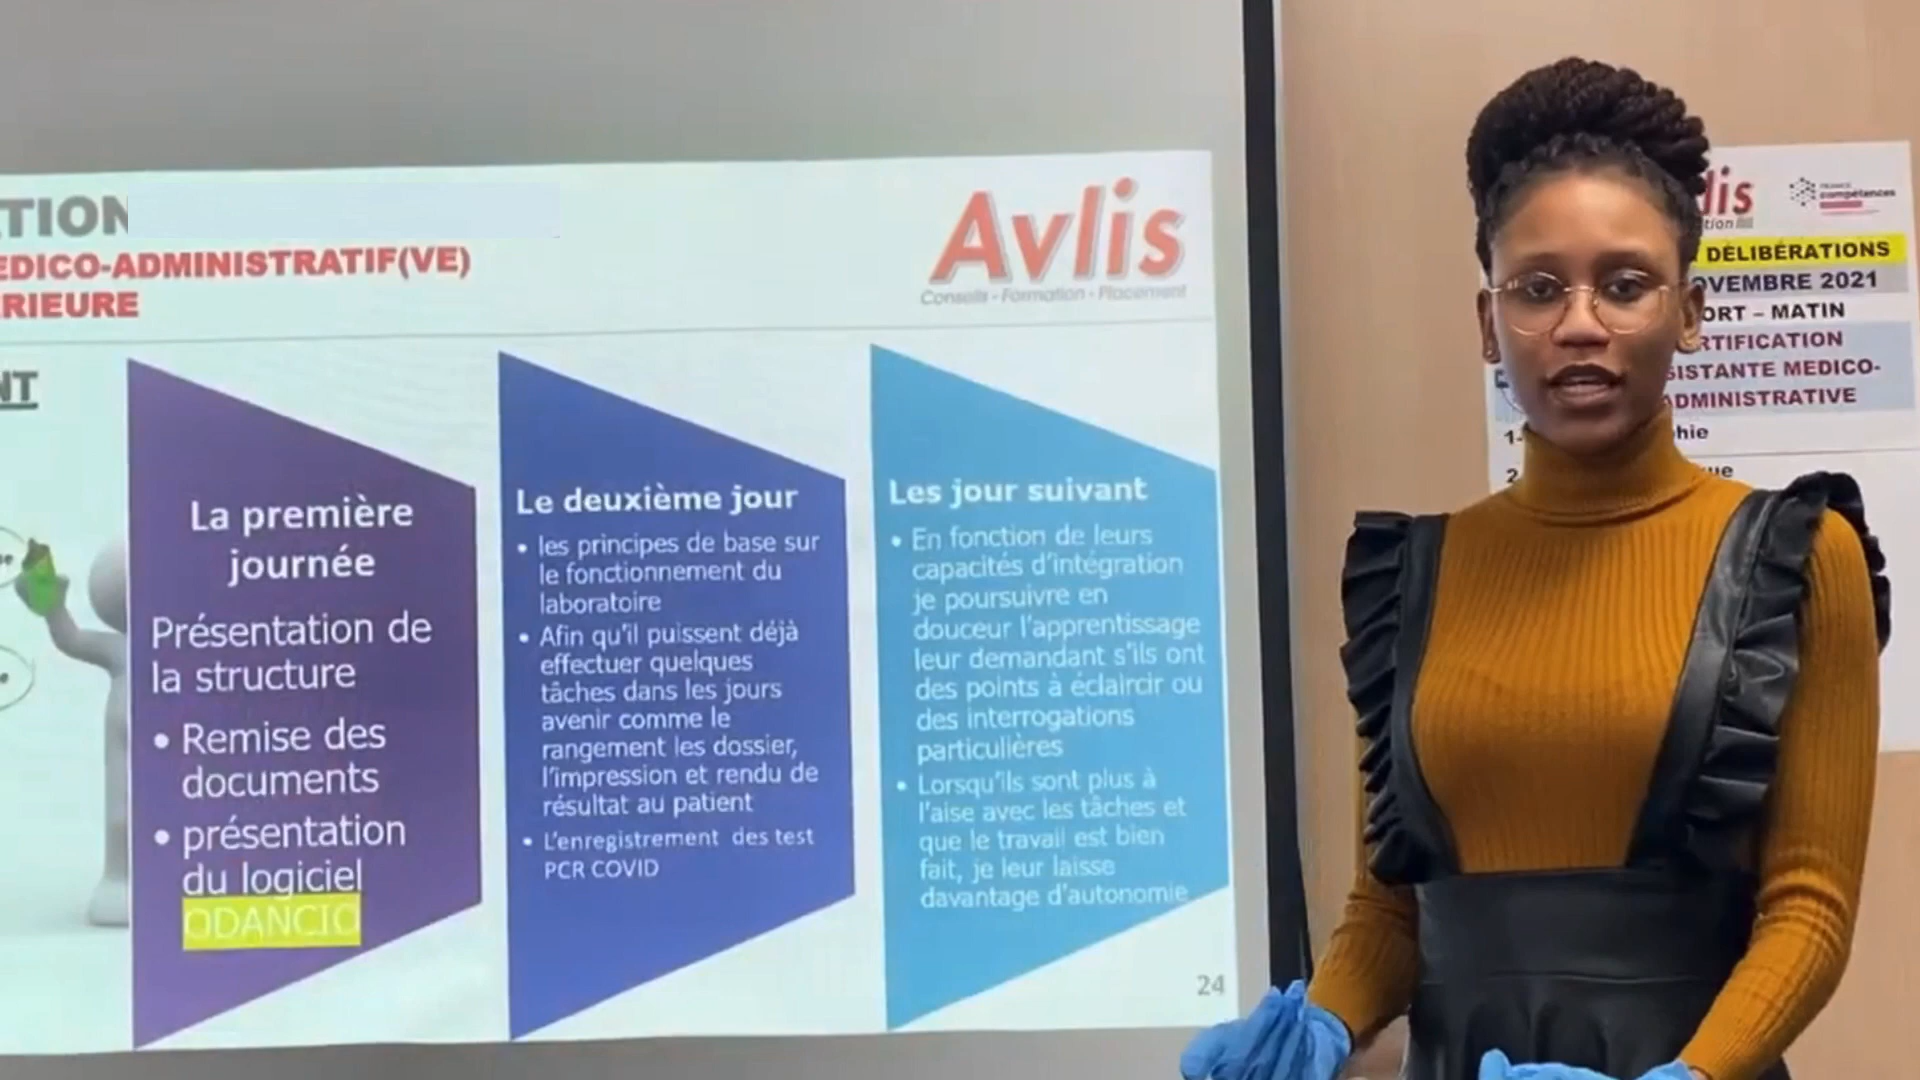 TION
EDICO-ADMINISTRATIF(VE)
RIEURE
Avlis
Conseils - Formation - Placement
NT
La première
journée
Présentation de
la structure
• Remise des
documents
• présentation
du logiciel
ODANCIO
Le deuxième jour
• les principes de base sur
le fonctionnement du
laboratoire
• Afin qu'il puissent déjà
effectuer quelques
tâches dans les jours
avenir comme le
rangement les dossier,
l'impression et rendu de
résultat au patient
• L'enregistrement des test
PCR COVID
Les jour suivant
• En fonction de leurs
capacités d'intégration
je poursuivre en
douceur l'apprentissage
leur demandant s'ils ont
des points à éclaircir ou
des interrogations
particulières
• Lorsqu'ils sont plus à
l'aise avec les tâches et
que le travail est bien
fait, je leur laisse
davantage d'autonomie
24
lis
tion
compétences
DÉLIBÉRATIONS
OVEMBRE 2021
ORT – MATIN
RTIFICATION
SISTANTE MEDICO-
ADMINISTRATIVE
1- hie
2 ue